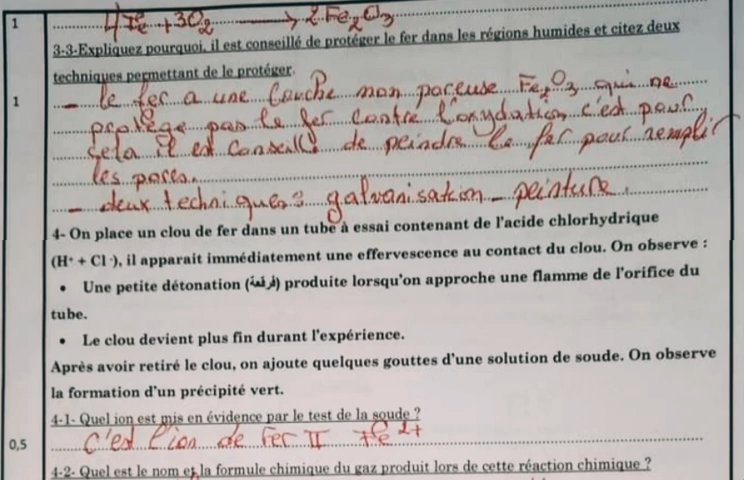 1 4Fe + 3O2 → 2Fe2O3
3-3-Expliquez pourquoi, il est conseillé de protéger le fer dans les régions humides et citez deux
techniques permettant de le protéger.
1 - le fer a une Couche non poreuse Fe2O3 qui ne
protège pas le fer contre l'oxydation c'est pour
cela il est conseillé de peindre le fer pour remplir
les pores.
- deux techniques : galvanisation - peinture.
4- On place un clou de fer dans un tube à essai contenant de l'acide chlorhydrique
(H+ + Cl -), il apparait immédiatement une effervescence au contact du clou. On observe :
• Une petite détonation (فرقعة) produite lorsqu'on approche une flamme de l'orifice du
tube.
• Le clou devient plus fin durant l'expérience.
Après avoir retiré le clou, on ajoute quelques gouttes d'une solution de soude. On observe
la formation d'un précipité vert.
4-1- Quel ion est mis en évidence par le test de la soude ?
0,5 C'est l'ion de Fer II Fe2+
4-2- Quel est le nom et la formule chimique du gaz produit lors de cette réaction chimique ?